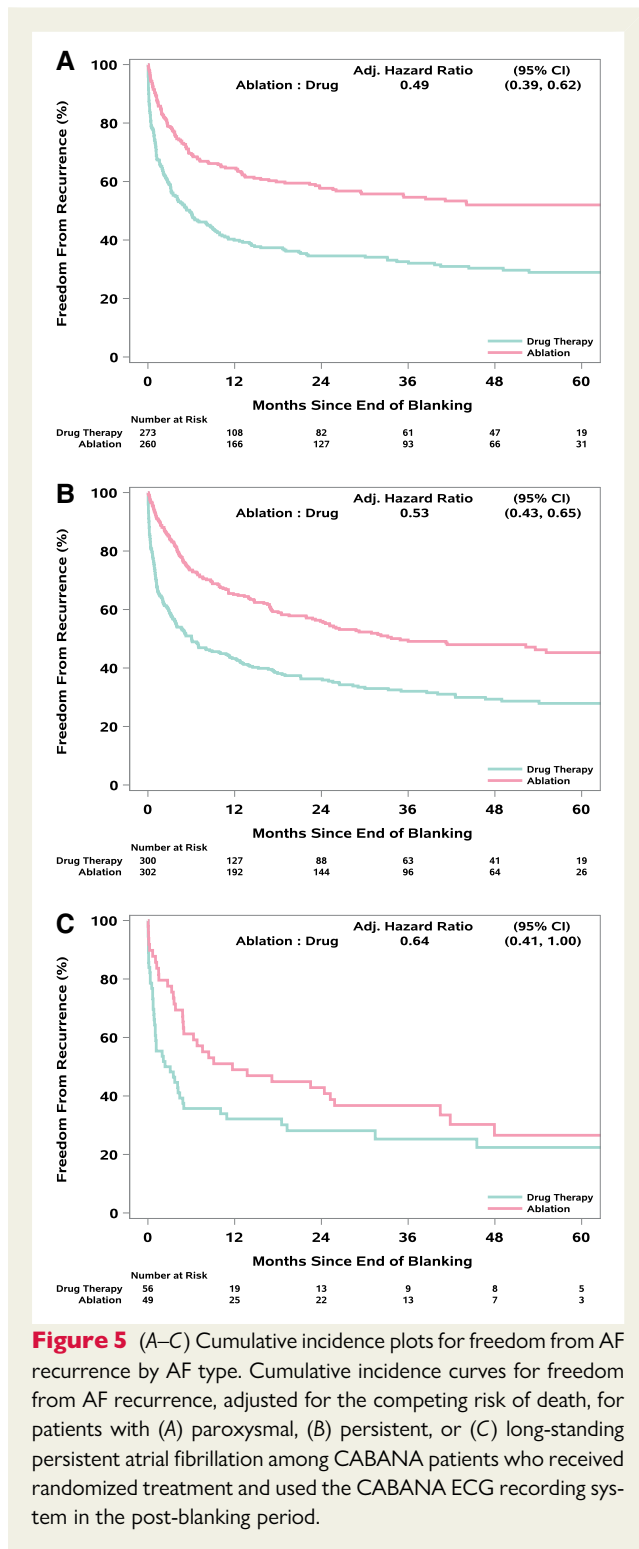 A
100
80
60
40
20
0
Freedom From Recurrence (%)
Adj. Hazard Ratio (95% CI)
Ablation : Drug 0.49 (0.39, 0.62)
Drug Therapy
Ablation
0 12 24 36 48 60
Months Since End of Blanking
Number at Risk
Drug Therapy 273 108 82 61 47 19
Ablation 260 166 127 93 66 31
B
100
80
60
40
20
0
Freedom From Recurrence (%)
Adj. Hazard Ratio (95% CI)
Ablation : Drug 0.53 (0.43, 0.65)
Drug Therapy
Ablation
0 12 24 36 48 60
Months Since End of Blanking
Number at Risk
Drug Therapy 300 127 88 63 41 19
Ablation 302 192 144 96 64 26
C
100
80
60
40
20
0
Freedom From Recurrence (%)
Adj. Hazard Ratio (95% CI)
Ablation : Drug 0.64 (0.41, 1.00)
Drug Therapy
Ablation
0 12 24 36 48 60
Months Since End of Blanking
Number at Risk
Drug Therapy 56 19 13 9 8 5
Ablation 49 25 22 13 7 3
Figure 5 (A–C) Cumulative incidence plots for freedom from AF
recurrence by AF type. Cumulative incidence curves for freedom
from AF recurrence, adjusted for the competing risk of death, for
patients with (A) paroxysmal, (B) persistent, or (C) long-standing
persistent atrial fibrillation among CABANA patients who received
randomized treatment and used the CABANA ECG recording sys-
tem in the post-blanking period.